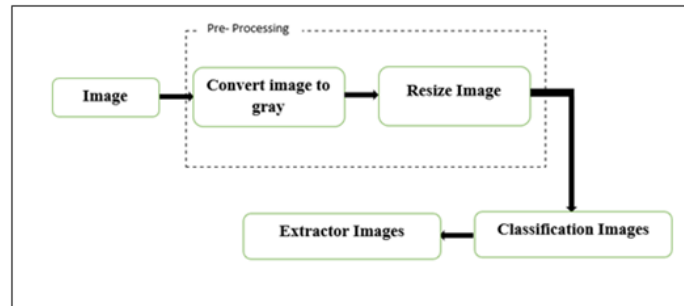 Pre- Processing
Image
Convert image to
gray
Resize Image
Extractor Images
Classification Images